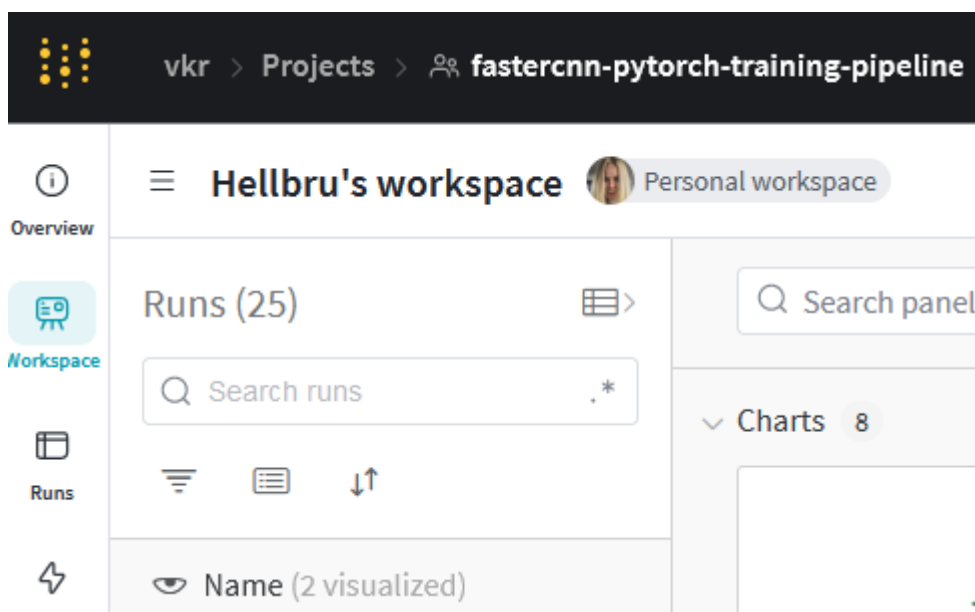 vkr > Projects > fastercnn-pytorch-training-pipeline
Hellbru's workspace Personal workspace
Overview
Runs (25)
Search panel
Workspace
Search runs .*
Charts 8
Runs
Name (2 visualized)